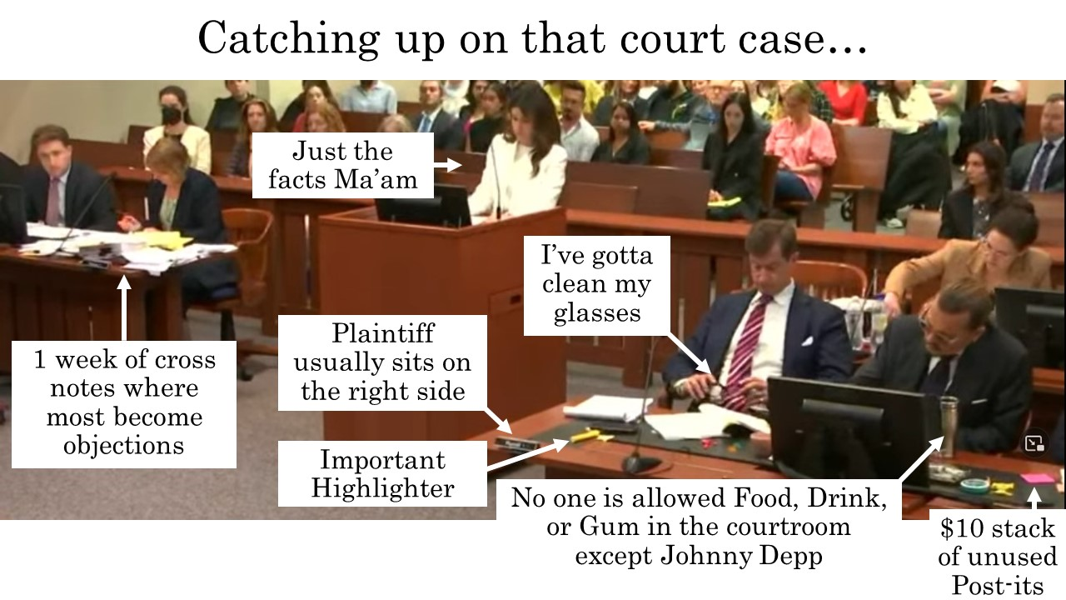 Catching up on that court case...
Just the
facts Ma'am
I've gotta
clean my
glasses
Plaintiff
usually sits on
the right side
1 week of cross
notes where
most become
objections
Important
Highlighter
No one is allowed Food, Drink,
or Gum in the courtroom
except Johnny Depp
$10 stack
of unused
Post-its